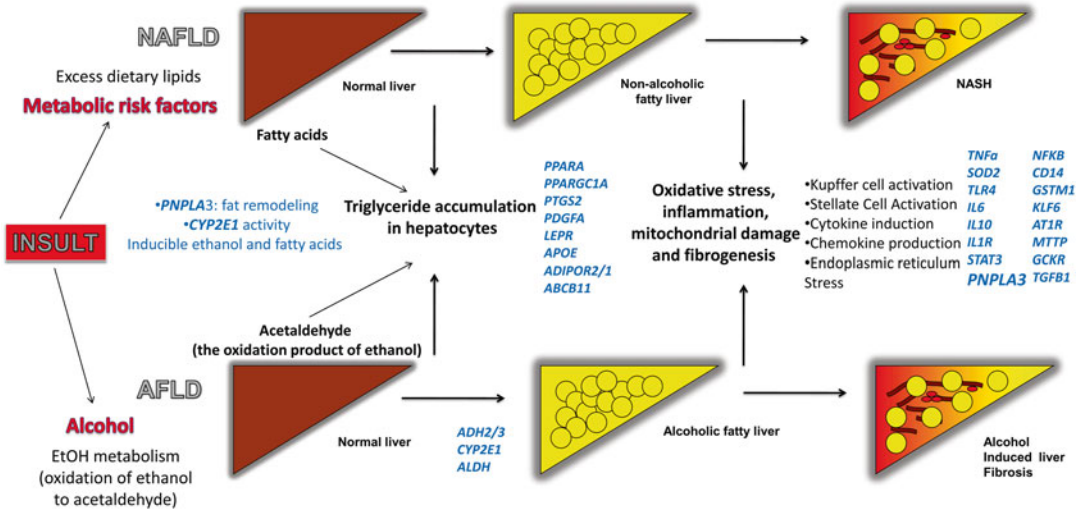 NAFLD
Excess dietary lipids
Metabolic risk factors
Normal liver
Non-alcoholic
fatty liver
NASH
Fatty acids
•PNPLA3: fat remodeling
•CYP2E1 activity
Inducible ethanol and fatty acids
INSULT
Triglyceride accumulation
in hepatocytes
PPARA
PPARGC1A
PTGS2
PDGFA
LEPR
APOE
ADIPOR2/1
ABCB11
Oxidative stress,
inflammation,
mitochondrial damage
and fibrogenesis
•Kupffer cell activation
•Stellate Cell Activation
•Cytokine induction
•Chemokine production
•Endoplasmic reticulum
Stress
TNFα
SOD2
TLR4
IL6
IL10
IL1R
STAT3
PNPLA3
NFKB
CD14
GSTM1
KLF6
AT1R
MTTP
GCKR
TGFB1
Acetaldehyde
(the oxidation product of ethanol)
AFLD
Alcohol
EtOH metabolism
(oxidation of ethanol
to acetaldehyde)
Normal liver
ADH2/3
CYP2E1
ALDH
Alcoholic fatty liver
Alcohol
Induced liver
Fibrosis